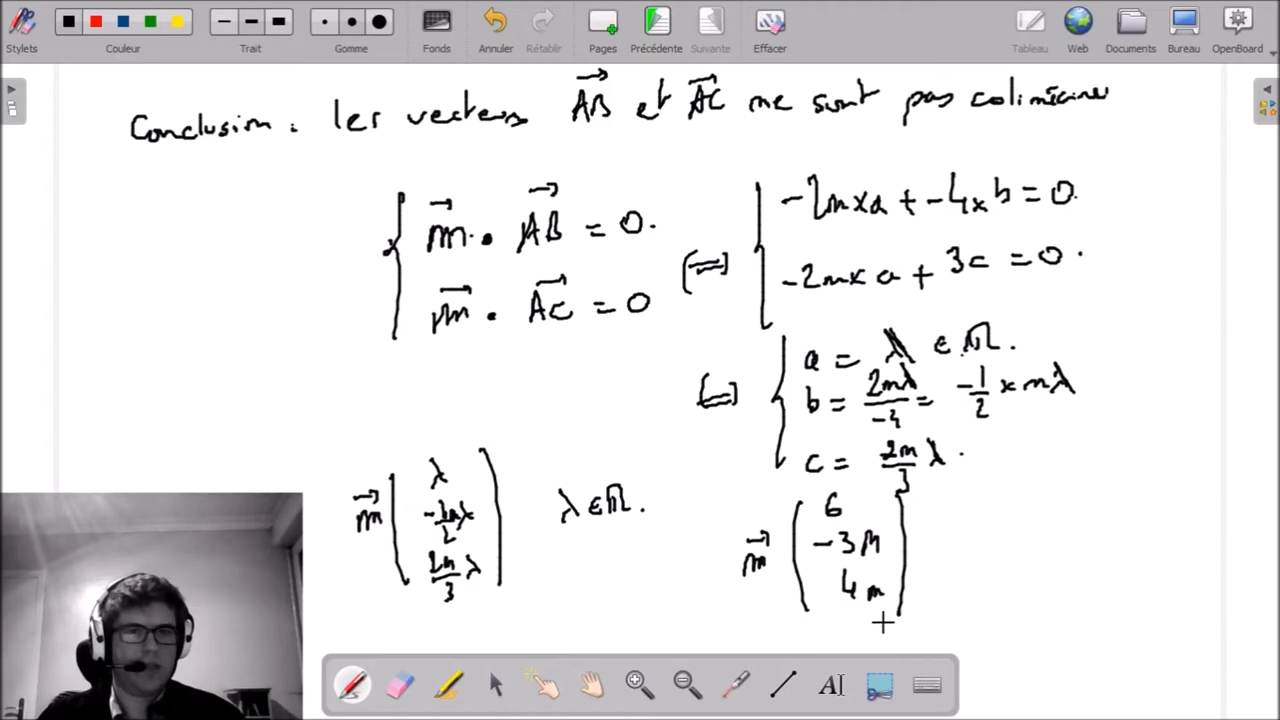 Stylets Couleur Trait Gomme Fonds Annuler Rétablir Pages Précédente Suivante Effacer Tableau Web Documents Bureau OpenBoard
Conclusion : les vecteurs AB et AC ne sont pas colinéaires
n . AB = 0.
n . AC = 0
<=>
-2m×a + -4×b = 0.
-2m×a + 3c = 0.
<=>
a = λ ∈ ℝ.
b = 2mλ/-4 = -1/2 × mλ
c = 2m/3 λ.
n ( λ
-mλ/2
2m/3 λ ) λ ∈ ℝ.
n ( 6
-3m
4m )
AI